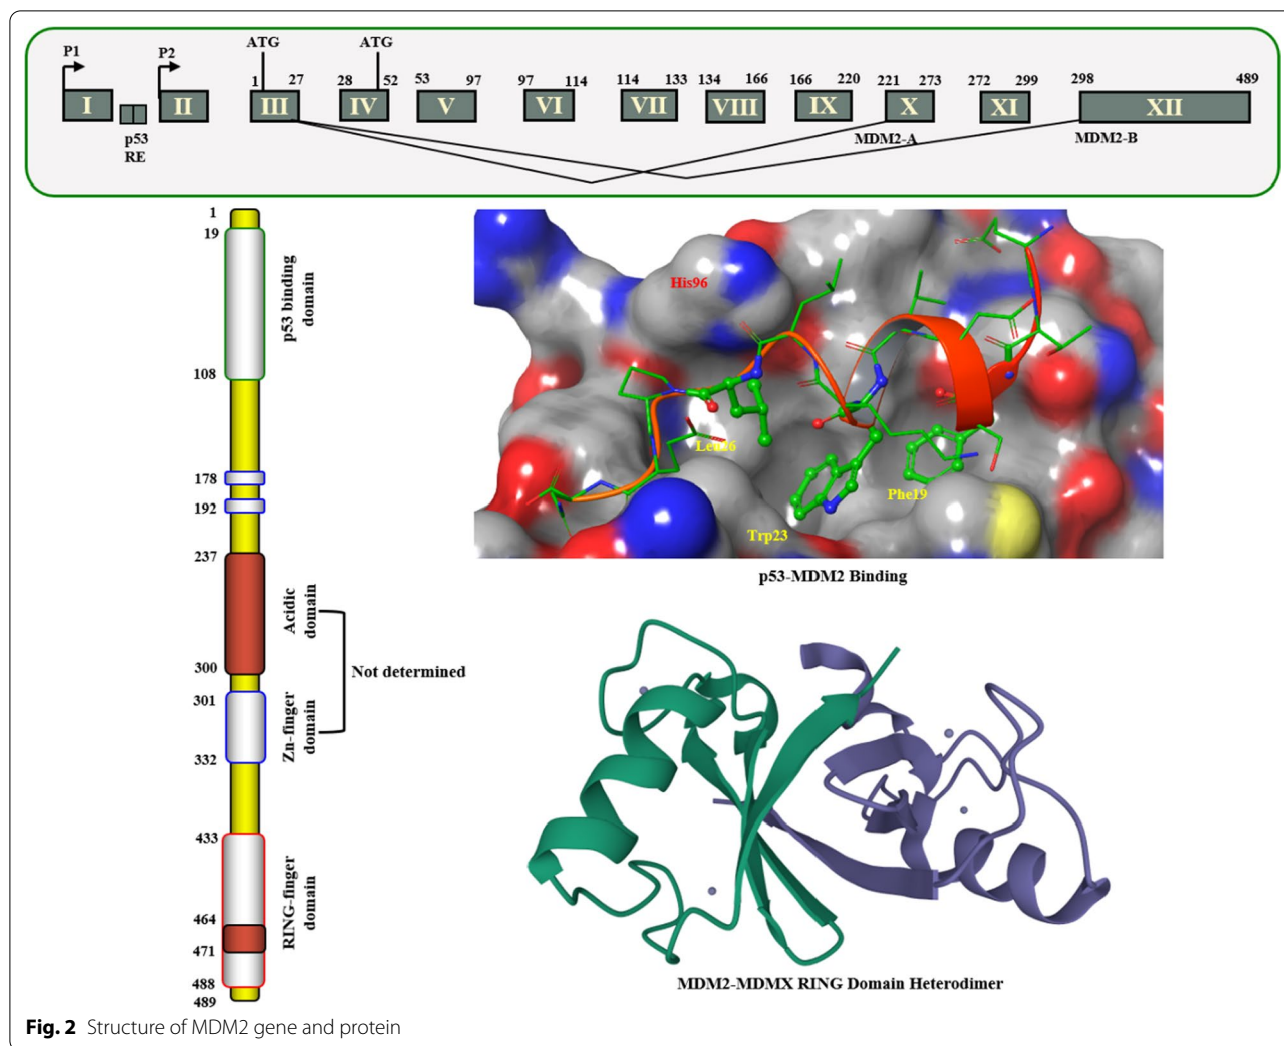 P1
P2
ATG
ATG
1 27 28 52 53 97 97 114 114 133 134 166 166 220 221 273 272 299 298 489
I II III IV V VI VII VIII IX X XI XII
p53
RE
MDM2-A
MDM2-B
1
19
p53 binding
domain
108
178
192
237
Acidic
domain
300
Not determined
301
Zn-finger
domain
332
433
RING-finger
domain
464
471
488
489
His96
Leu26
Phe19
Trp23
p53-MDM2 Binding
MDM2-MDMX RING Domain Heterodimer
Fig. 2 Structure of MDM2 gene and protein